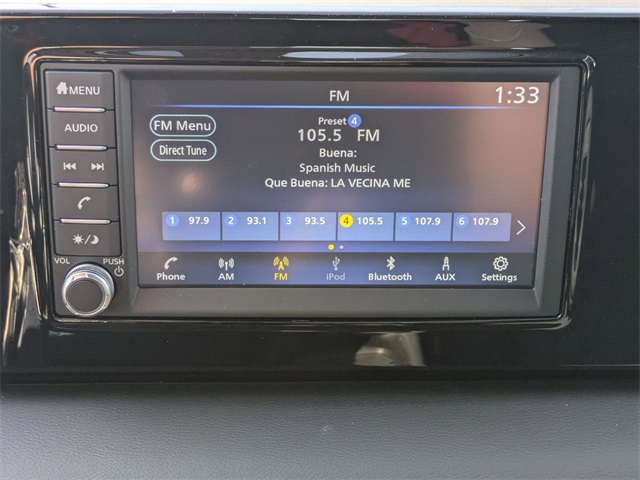 MENU
AUDIO
VOL PUSH
FM 1:33
FM Menu
Direct Tune
Preset 4
105.5 FM
Buena:
Spanish Music
Que Buena: LA VECINA ME
1 97.9 2 93.1 3 93.5 4 105.5 5 107.9 6 107.9
Phone AM FM iPod Bluetooth AUX Settings